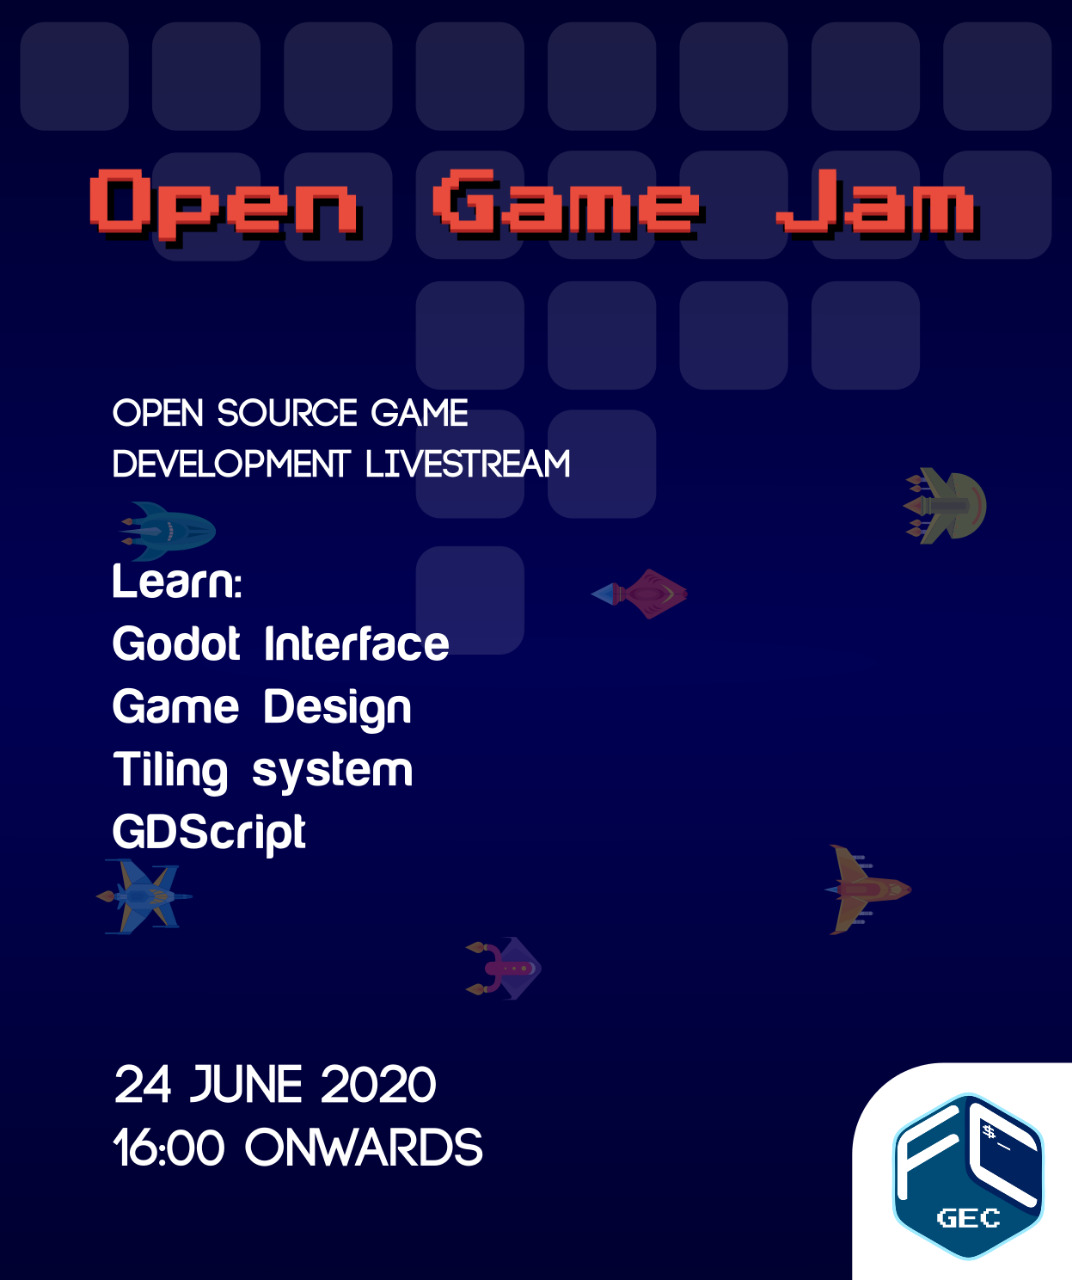 Open Game Jam
OPEN SOURCE GAME
DEVELOPMENT LIVESTREAM
Learn:
Godot Interface
Game Design
Tiling system
GDScript
24 JUNE 2020
16:00 ONWARDS
FC
$_
GEC